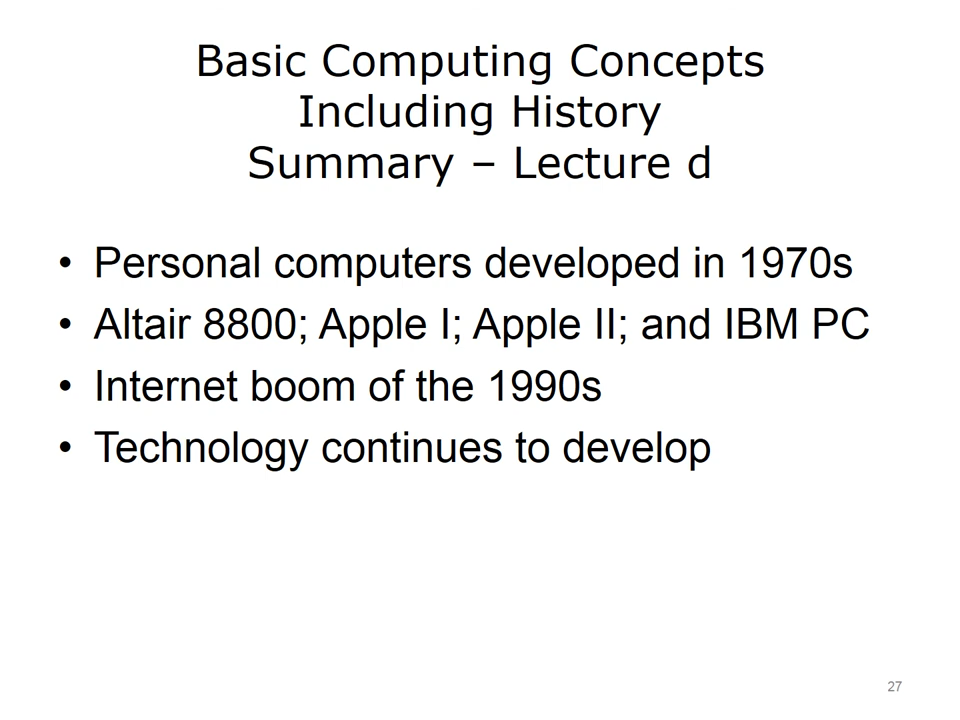 Basic Computing Concepts
Including History
Summary – Lecture d
• Personal computers developed in 1970s
• Altair 8800; Apple I; Apple II; and IBM PC
• Internet boom of the 1990s
• Technology continues to develop
27